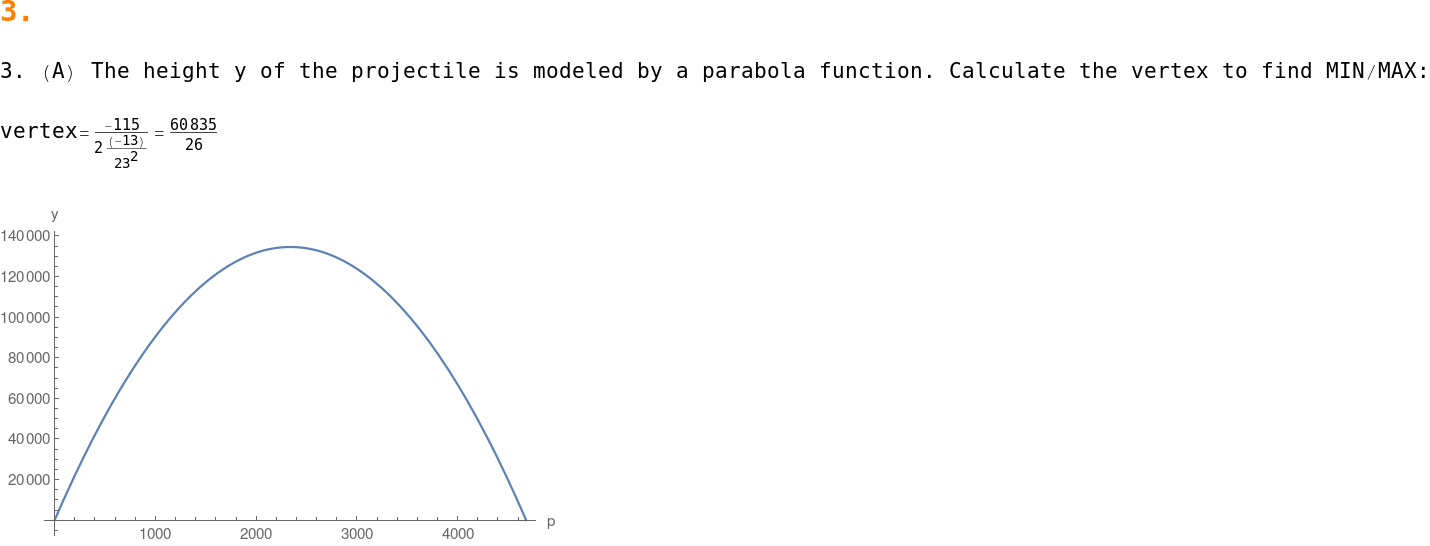 3.
3. (A) The height y of the projectile is modeled by a parabola function. Calculate the vertex to find MIN/MAX:
vertex= -115 / (2 (-13)/23^2) = 60835/26
y
140000
120000
100000
80000
60000
40000
20000
1000 2000 3000 4000 p